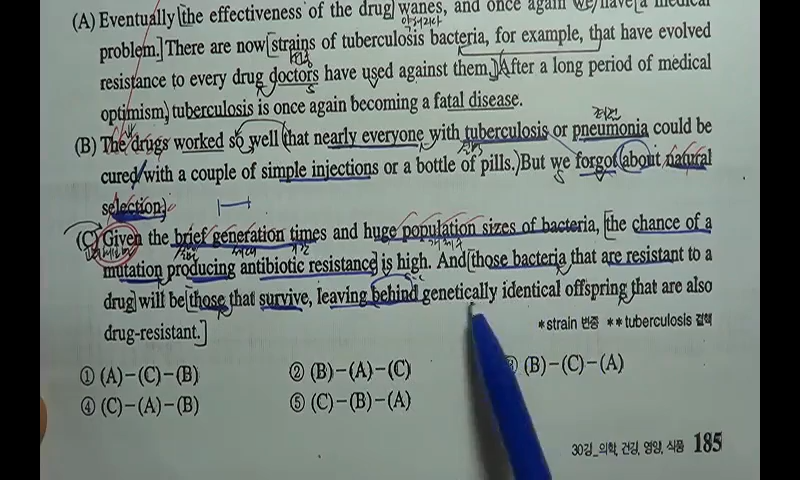 (A) Eventually [the effectiveness of the drug] wanes, and once again we have [a medical
problem.] There are now [strains of tuberculosis bacteria, for example, that have evolved
resistance to every drug doctors have used against them.] After a long period of medical
optimism, tuberculosis is once again becoming a fatal disease.
(B) The drugs worked so well (that nearly everyone with tuberculosis or pneumonia could be
cured with a couple of simple injections or a bottle of pills.) But we forgot about natural
selection.
(C) Given the brief generation times and huge population sizes of bacteria, [the chance of a
mutation producing antibiotic resistance] is high. And [those bacteria that are resistant to a
drug] will be [those that survive, leaving behind genetically identical offspring that are also
drug-resistant.]
*strain 변종 **tuberculosis 결핵
① (A)-(C)-(B) ② (B)-(A)-(C) ③ (B)-(C)-(A)
④ (C)-(A)-(B) ⑤ (C)-(B)-(A)
30강_의학, 건강, 영양, 식품 185